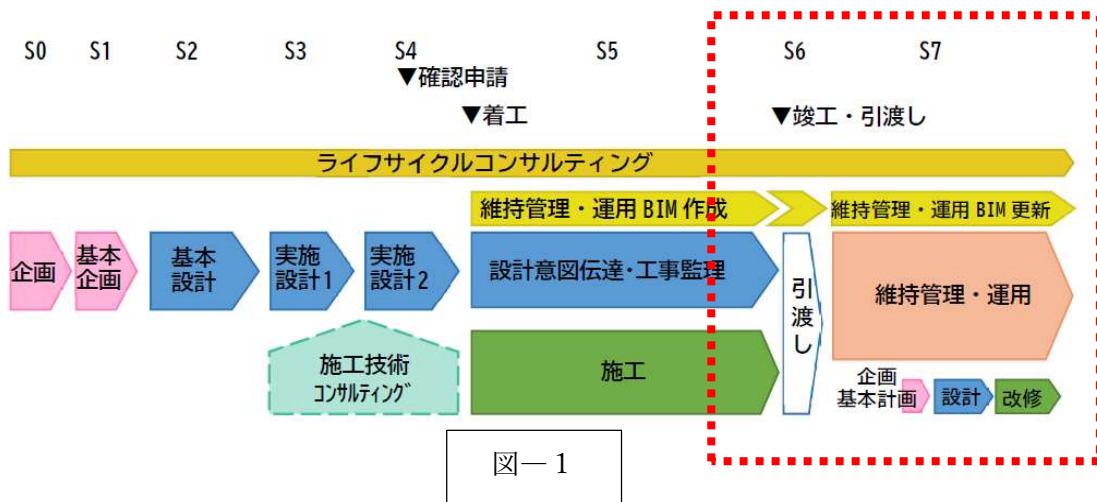 S0 S1 S2 S3 S4 S5 S6 S7
▼確認申請
▼着工 ▼竣工・引渡し
ライフサイクルコンサルティング
維持管理・運用 BIM 作成 維持管理・運用 BIM 更新
企画
基本
企画
基本
設計
実施
設計1
実施
設計2
設計意図伝達・工事監理
引渡し
維持管理・運用
施工技術
コンサルティング
施工
企画
基本計画
設計
改修
図―1